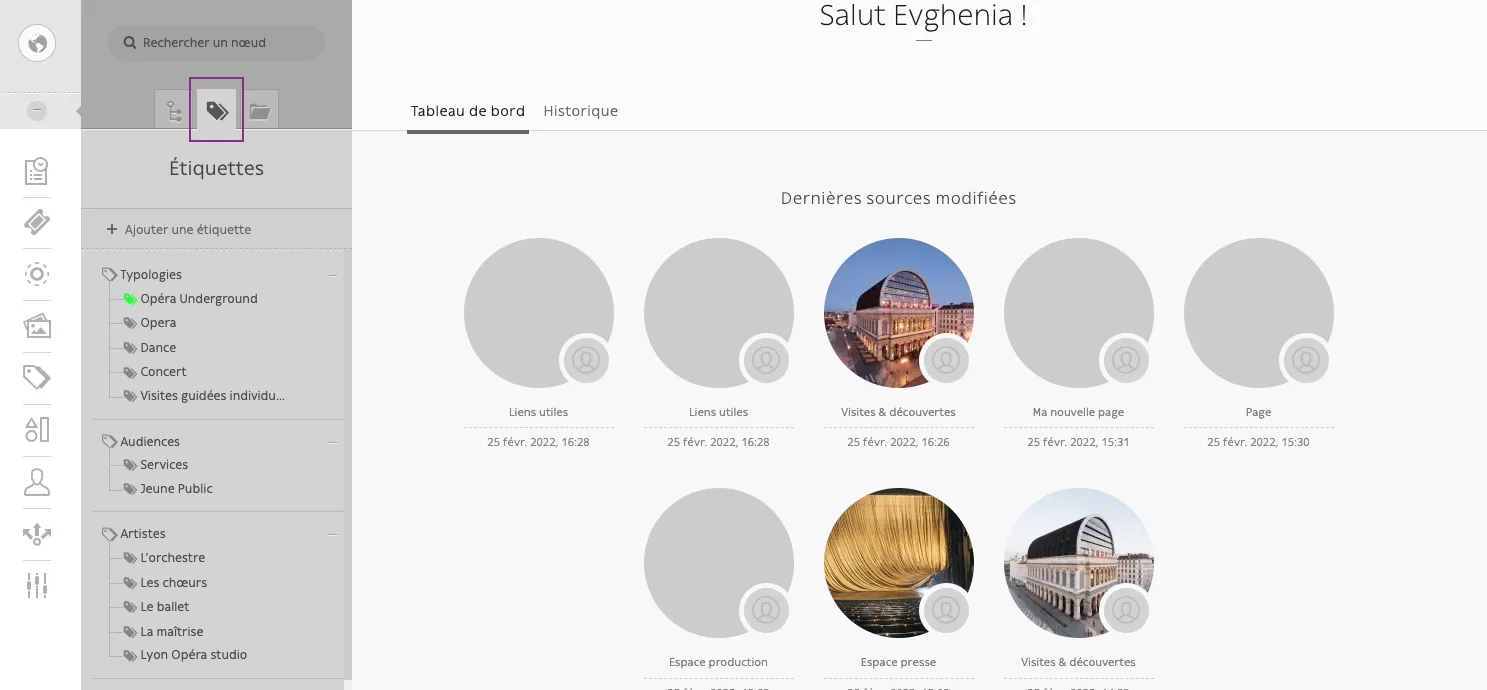 Salut Evghenia !
Rechercher un nœud
Tableau de bord
Historique
Étiquettes
Ajouter une étiquette
Typologies
Opéra Underground
Opera
Dance
Concert
Visites guidées individu...
Audiences
Services
Jeune Public
Artistes
L'orchestre
Les chœurs
Le ballet
La maîtrise
Lyon Opéra studio
Dernières sources modifiées
Liens utiles
25 févr. 2022, 16:28
Liens utiles
25 févr. 2022, 16:28
Visites & découvertes
25 févr. 2022, 16:26
Ma nouvelle page
25 févr. 2022, 15:31
Page
25 févr. 2022, 15:30
Espace production
Espace presse
Visites & découvertes